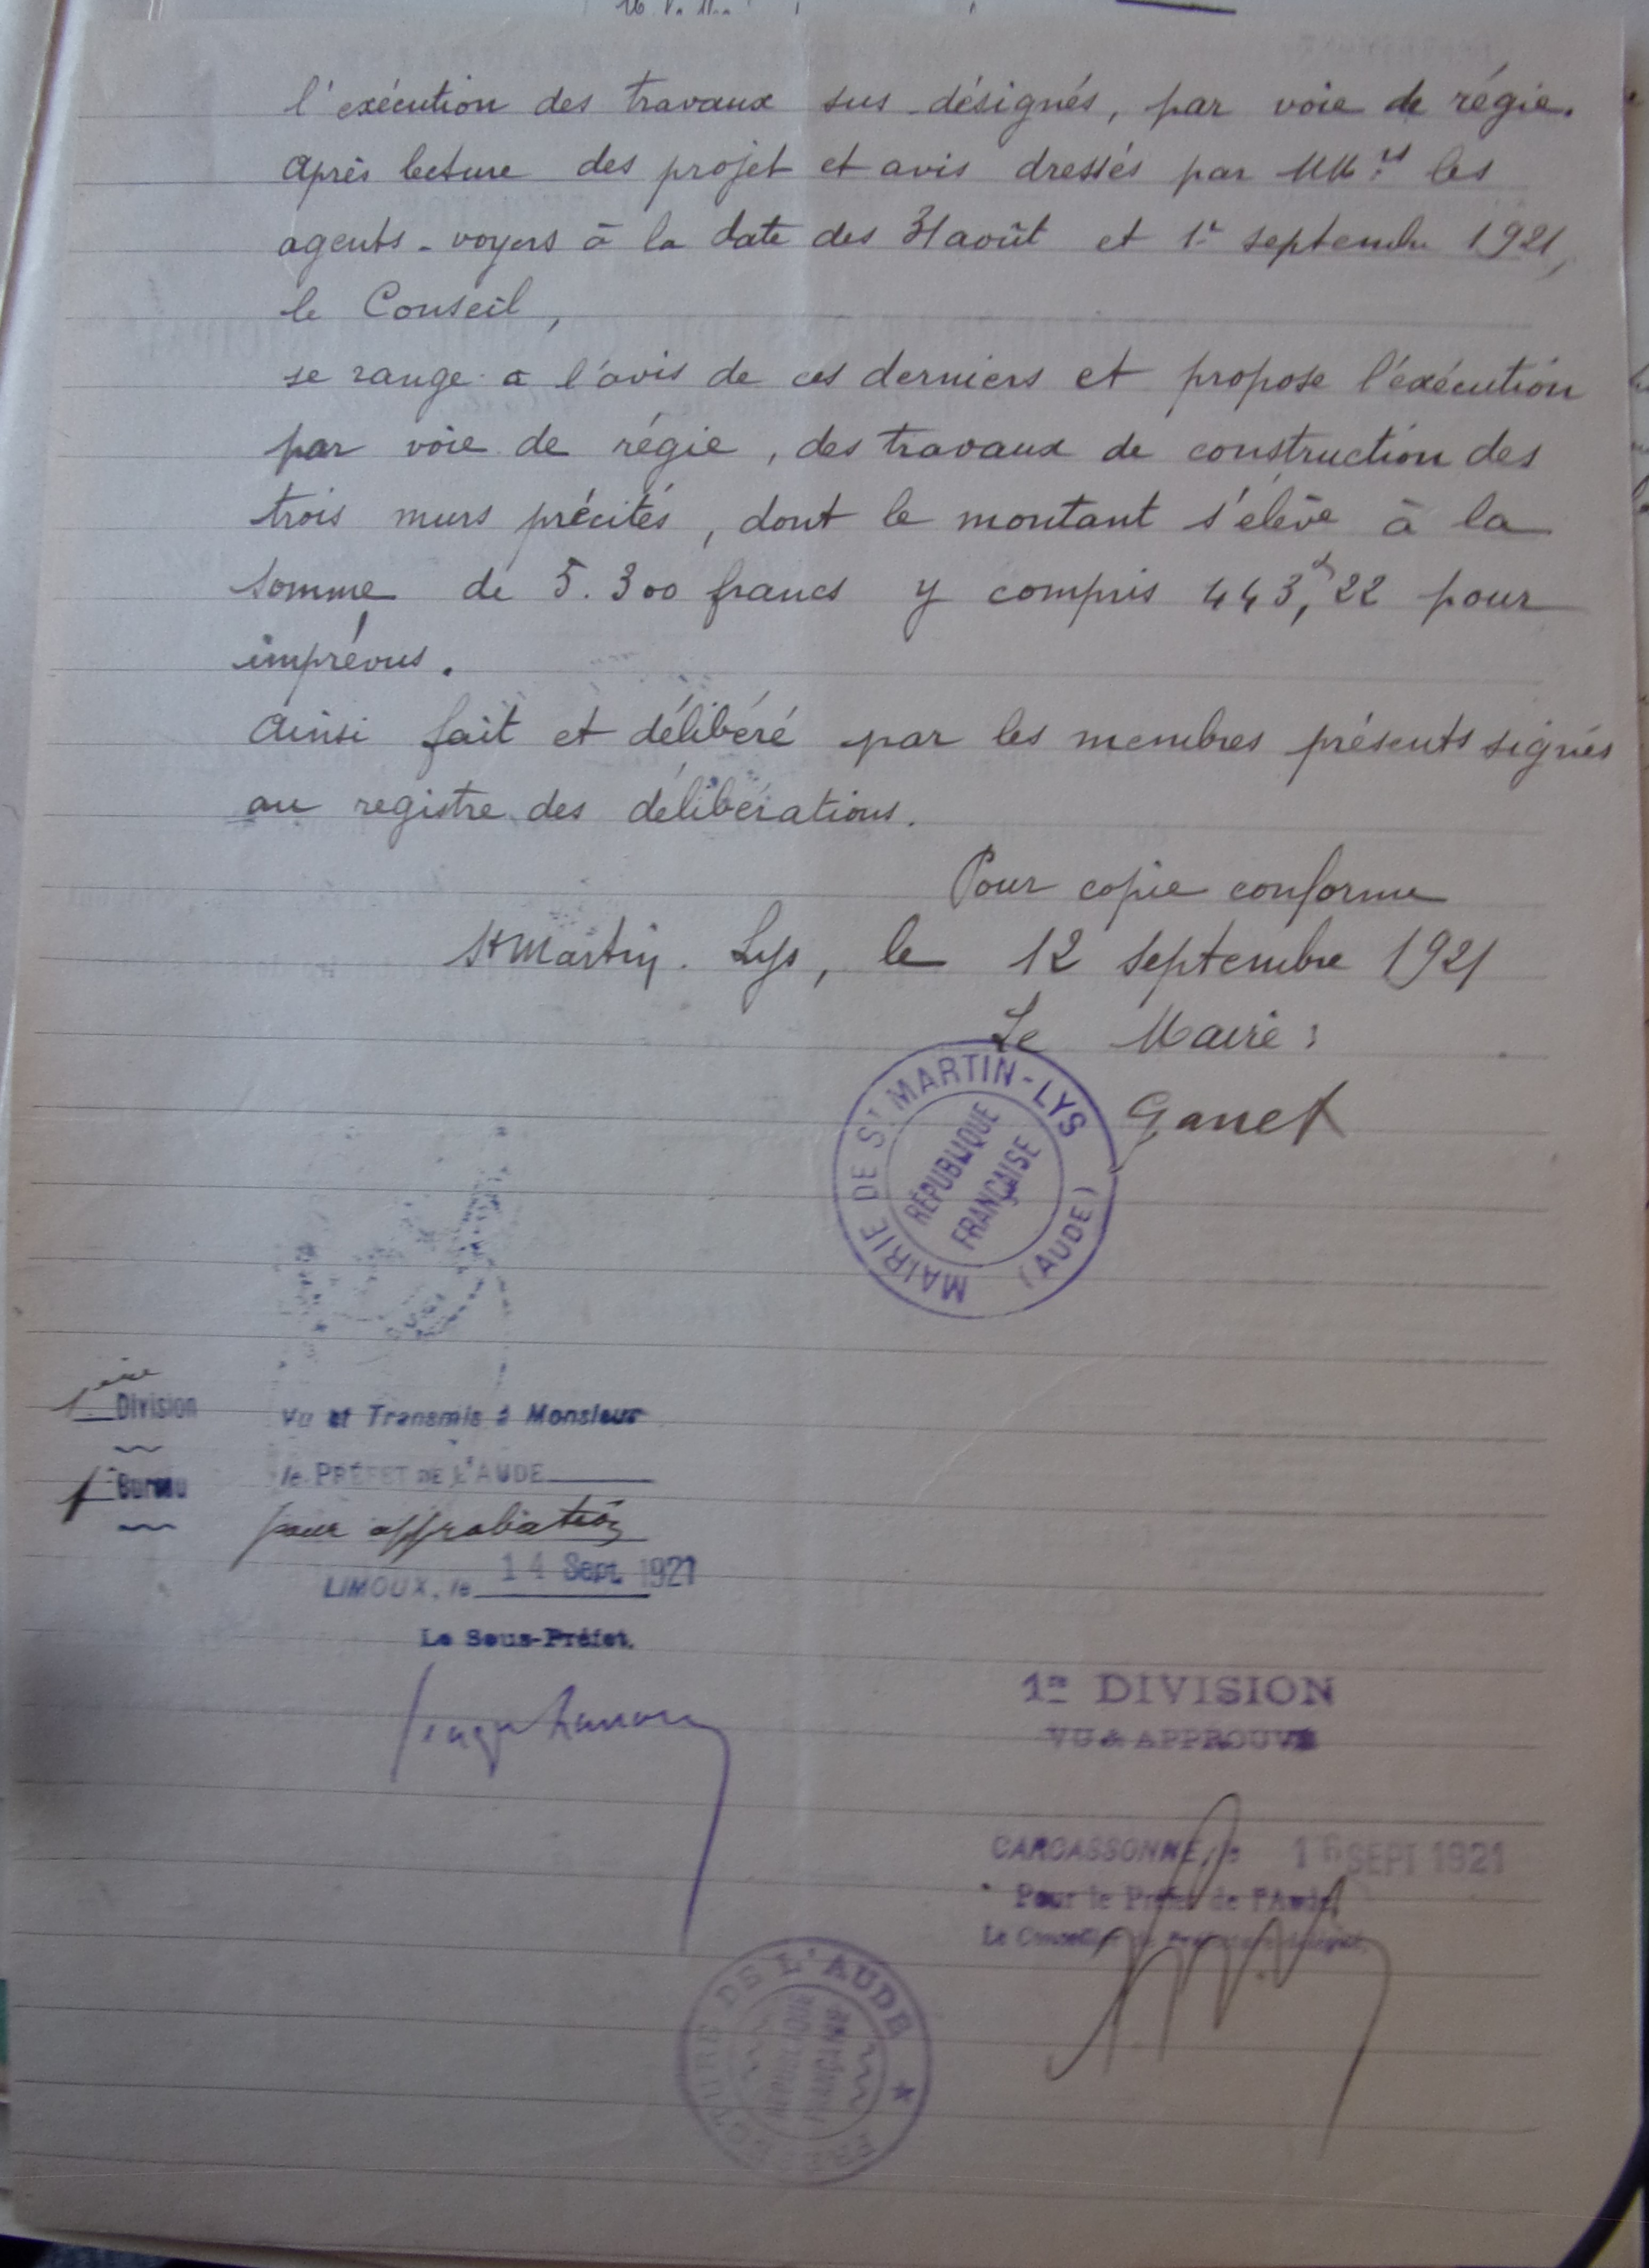 l'exécution des travaux sus-désignés, par voie de régie.
Après lecture des projet et avis dressés par MM.rs les
agents-voyers à la date des 31 août et 1er septembre 1921,
le Conseil,
se range à l'avis de ces derniers et propose l'exécution
par voie de régie, des travaux de construction des
trois murs précités, dont le montant s'élève à la
somme de 5.300 francs y compris 443,f22 pour
imprévus.
Ainsi fait et délibéré par les membres présents signés
au registre des délibérations.
Pour copie conforme
St Martin-Lys, le 12 septembre 1921
Le Maire :
MAIRIE DE ST MARTIN-LYS (AUDE)
RÉPUBLIQUE FRANÇAISE
1ère Division
1er Bureau
Vu et Transmis à Monsieur
le PRÉFET DE L'AUDE
pour approbation
LIMOUX, le 14 Sept. 1921
Le Sous-Préfet.
1re DIVISION
VU & APPROUVÉ
CARCASSONNE, le 16 SEPT 1921
Pour le Préfet de l'Aude,
Le Conseiller de Préfecture délégué,
PRÉFECTURE DE L'AUDE
RÉPUBLIQUE FRANÇAISE